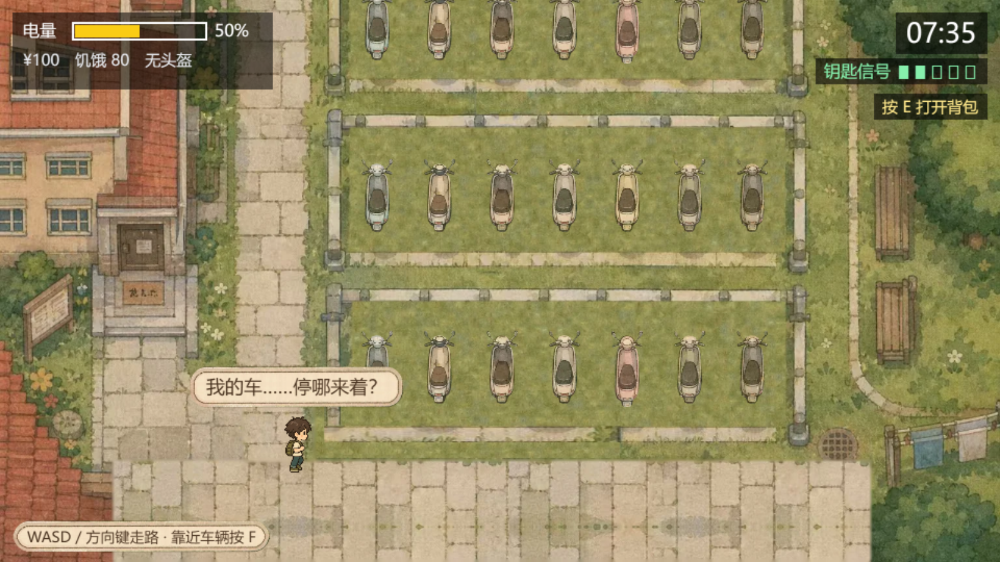 电量 50%
¥100 饥饿 80 无头盔
07:35
钥匙信号
按 E 打开背包
我的车......停哪来着?
WASD / 方向键走路 · 靠近车辆按 F